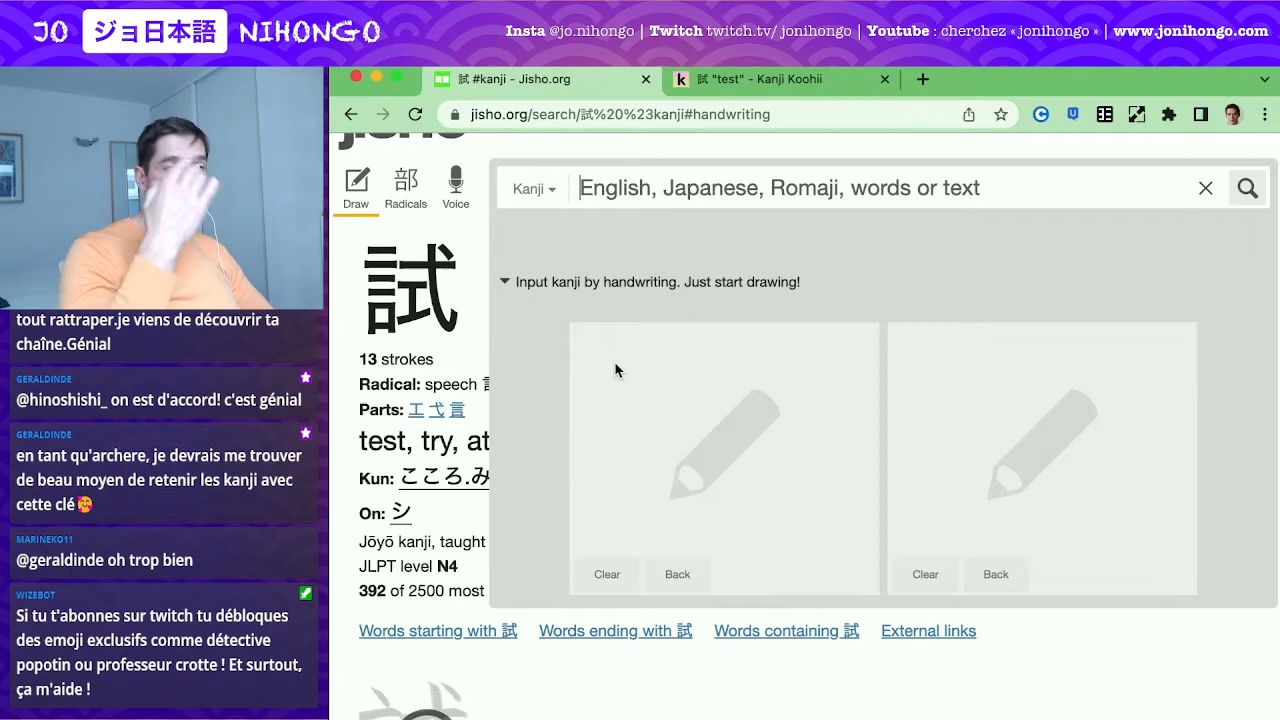 JO ジョ日本語 NIHONGO
Insta @jo.nihongo | Twitch twitch.tv/ jonihongo | Youtube : cherchez « jonihongo » | www.jonihongo.com
試 #kanji - Jisho.org
試 "test" - Kanji Koohii
jisho.org/search/試%20%23kanji#handwriting
jisho
Draw
部
Radicals
Voice
Kanji
English, Japanese, Romaji, words or text
Input kanji by handwriting. Just start drawing!
Clear
Back
Clear
Back
試
13 strokes
Radical: speech 言
Parts: 工 弋 言
test, try, at
Kun: こころ.み
On: シ
Jōyō kanji, taught
JLPT level N4
392 of 2500 most
Words starting with 試
Words ending with 試
Words containing 試
External links
tout rattraper.je viens de découvrir ta
chaîne.Génial
GERALDINDE
@hinoshishi_ on est d'accord! c'est génial
GERALDINDE
en tant qu'archere, je devrais me trouver
de beau moyen de retenir les kanji avec
cette clé 🥰
MARINEKO11
@geraldinde oh trop bien
WIZEBOT
Si tu t'abonnes sur twitch tu débloques
des emoji exclusifs comme détective
popotin ou professeur crotte ! Et surtout,
ça m'aide !